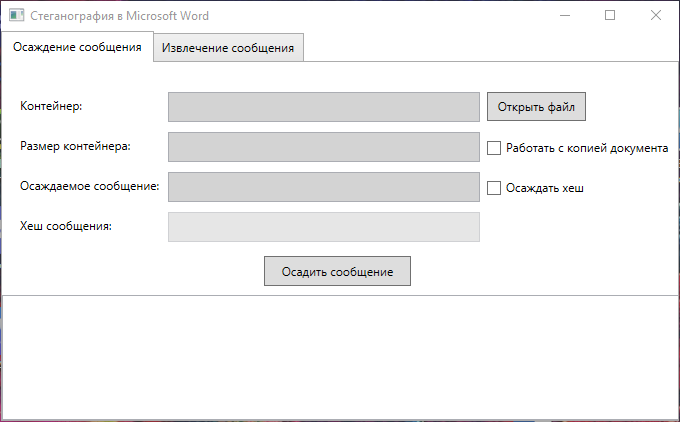 Стеганография в Microsoft Word
Осаждение сообщения Извлечение сообщения
Контейнер: Открыть файл
Размер контейнера: Работать с копией документа
Осаждаемое сообщение: Осаждать хеш
Хеш сообщения:
Осадить сообщение